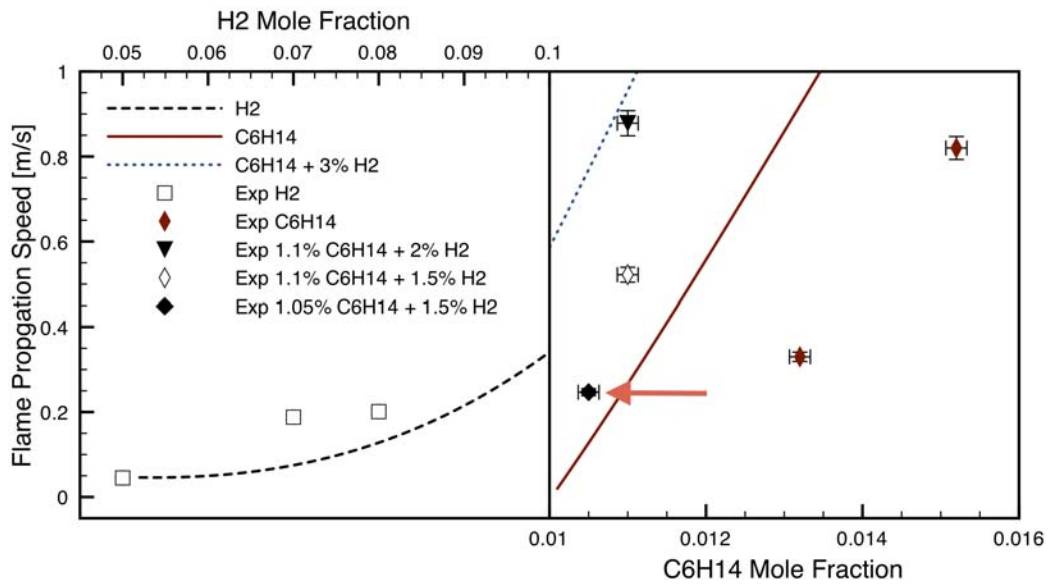 H2 Mole Fraction
0.05 0.06 0.07 0.08 0.09 0.1
1
0.8
0.6
0.4
0.2
0
Flame Propgation Speed [m/s]
H2
C6H14
C6H14 + 3% H2
Exp H2
Exp C6H14
Exp 1.1% C6H14 + 2% H2
Exp 1.1% C6H14 + 1.5% H2
Exp 1.05% C6H14 + 1.5% H2
0.01 0.012 0.014 0.016
C6H14 Mole Fraction